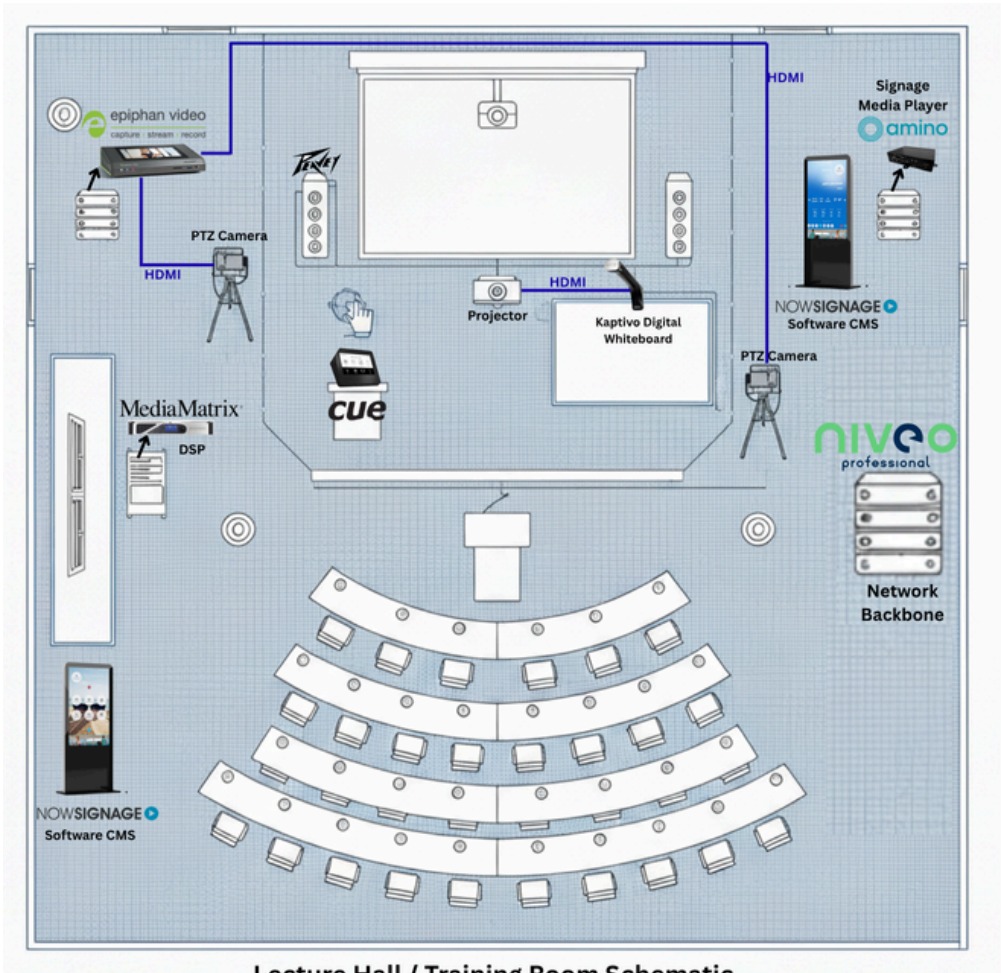 HDMI
Signage
Media Player
amino
epiphan video
capture · stream · record
PEAVEY
PTZ Camera
HDMI
HDMI
Projector
Kaptivo Digital
Whiteboard
NOWSIGNAGE
Software CMS
PTZ Camera
cue
MediaMatrix
DSP
niveo
professional
Network
Backbone
NOWSIGNAGE
Software CMS
Lecture Hall / Training Room Schematic